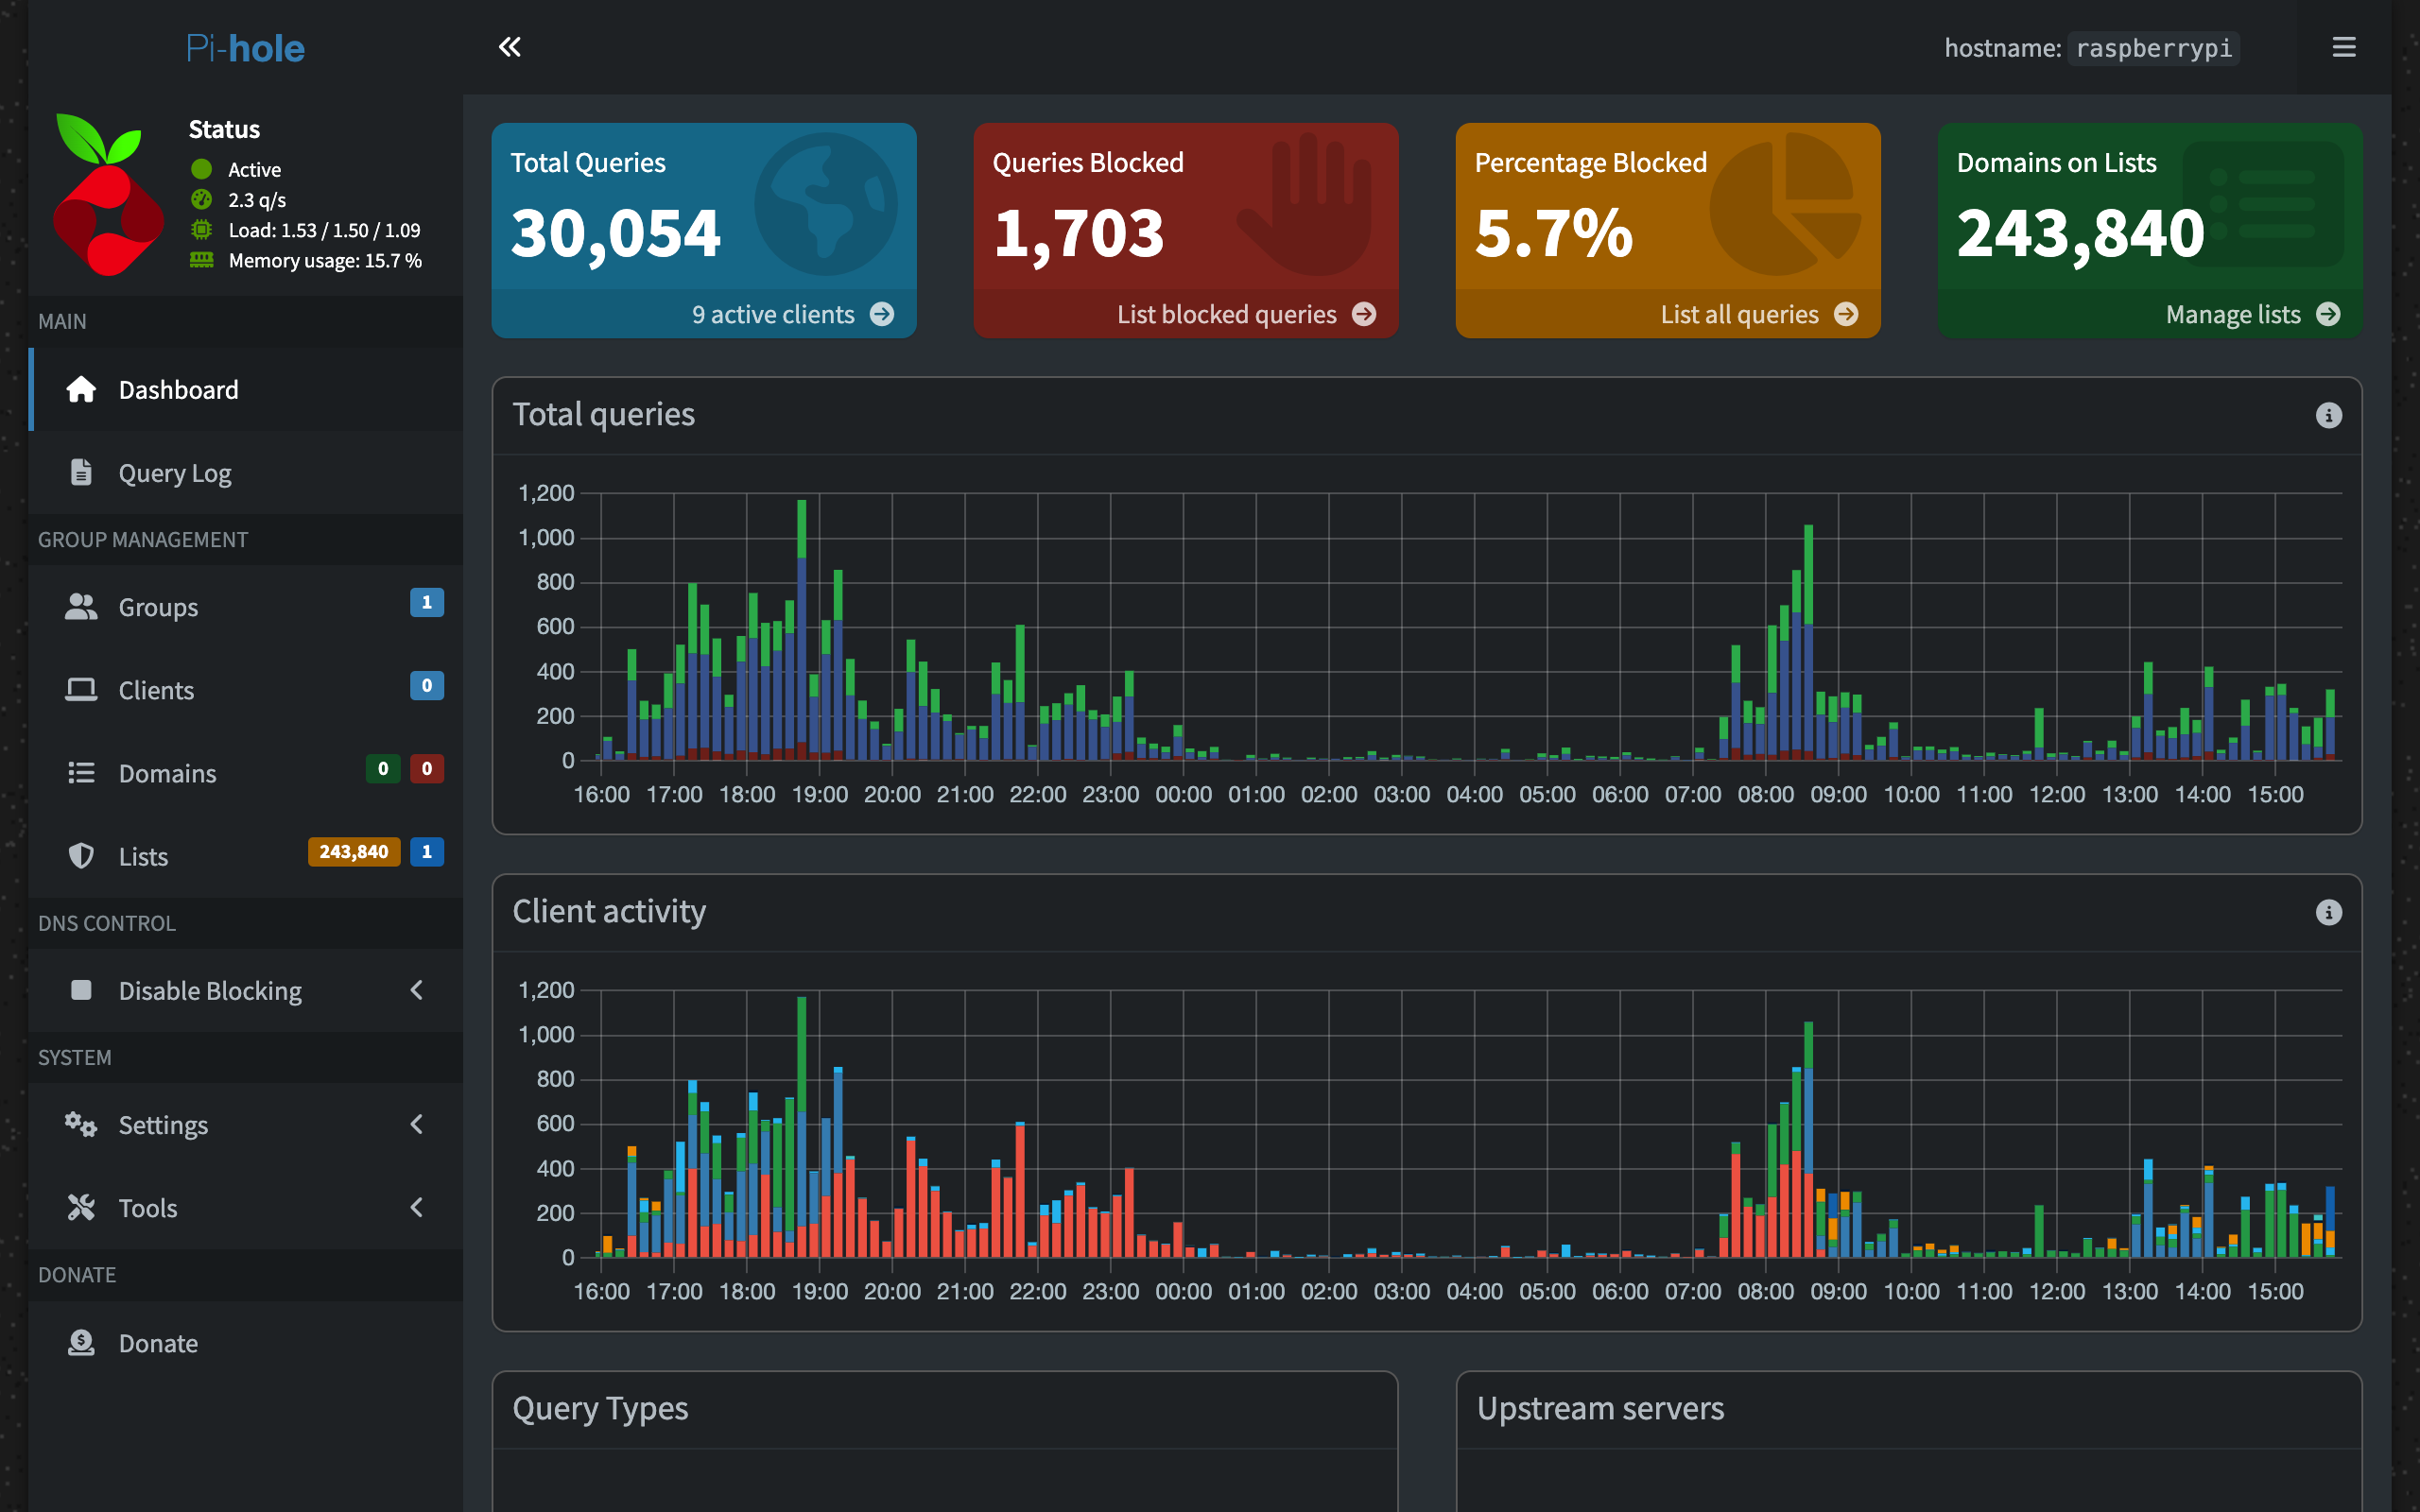 Pi-hole
hostname: raspberrypi
Status
Active
2.3 q/s
Load: 1.53 / 1.50 / 1.09
Memory usage: 15.7 %
MAIN
Dashboard
Query Log
GROUP MANAGEMENT
Groups 1
Clients 0
Domains 0 0
Lists 243,840 1
DNS CONTROL
Disable Blocking
SYSTEM
Settings
Tools
DONATE
Donate
Total Queries
30,054
9 active clients
Queries Blocked
1,703
List blocked queries
Percentage Blocked
5.7%
List all queries
Domains on Lists
243,840
Manage lists
Total queries
1,200
1,000
800
600
400
200
0
16:00 17:00 18:00 19:00 20:00 21:00 22:00 23:00 00:00 01:00 02:00 03:00 04:00 05:00 06:00 07:00 08:00 09:00 10:00 11:00 12:00 13:00 14:00 15:00
Client activity
1,200
1,000
800
600
400
200
0
16:00 17:00 18:00 19:00 20:00 21:00 22:00 23:00 00:00 01:00 02:00 03:00 04:00 05:00 06:00 07:00 08:00 09:00 10:00 11:00 12:00 13:00 14:00 15:00
Query Types
Upstream servers